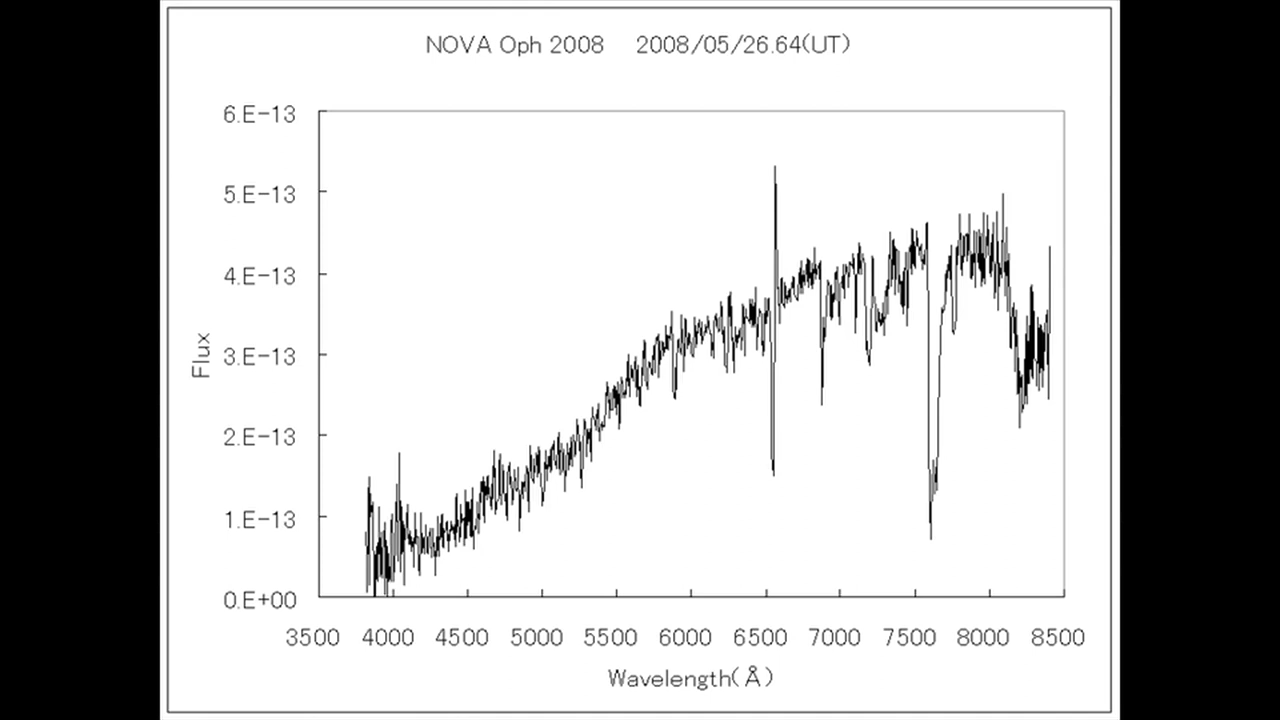 NOVA Oph 2008 2008/05/26.64(UT)
6.E-13
5.E-13
4.E-13
3.E-13
2.E-13
1.E-13
0.E+00
Flux
3500 4000 4500 5000 5500 6000 6500 7000 7500 8000 8500
Wavelength(Å)